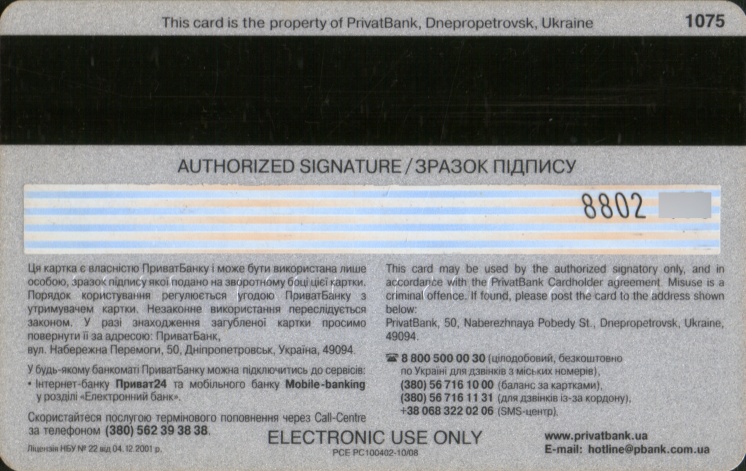 This card is the property of PrivatBank, Dnepropetrovsk, Ukraine 1075
AUTHORIZED SIGNATURE / ЗРАЗОК ПІДПИСУ
8802
Ця картка є власністю ПриватБанку і може бути використана лише
особою, зразок підпису якої подано на зворотному боці цієї картки.
Порядок користування регулюється угодою ПриватБанку з
утримувачем картки. Незаконне використання переслідується
законом. У разі знаходження загубленої картки просимо
повернути її за адресою: ПриватБанк,
вул. Набережна Перемоги, 50, Дніпропетровськ, Україна, 49094.
У будь-якому банкоматі ПриватБанку можна підключитись до сервісів:
• Інтернет-банку Приват24 та мобільного банку Mobile-banking
у розділі «Електронний банк».
Скористайтеся послугою термінового поповнення через Call-Centre
за телефоном (380) 562 39 38 38.
Ліцензія НБУ № 22 від 04.12.2001 р.
This card may be used by the authorized signatory only, and in
accordance with the PrivatBank Cardholder agreement. Misuse is a
criminal offence. If found, please post the card to the address shown
below:
PrivatBank, 50, Naberezhnaya Pobedy St., Dnepropetrovsk, Ukraine,
49094.
☎ 8 800 500 00 30 (цілодобовий, безкоштовно
по Україні для дзвінків з міських номерів),
(380) 56 716 10 00 (баланс за картками),
(380) 56 716 11 31 (для дзвінків із-за кордону),
+38 068 322 02 06 (SMS-центр).
ELECTRONIC USE ONLY
PCE PC100402-10/08
www.privatbank.ua
E-mail: hotline@pbank.com.ua